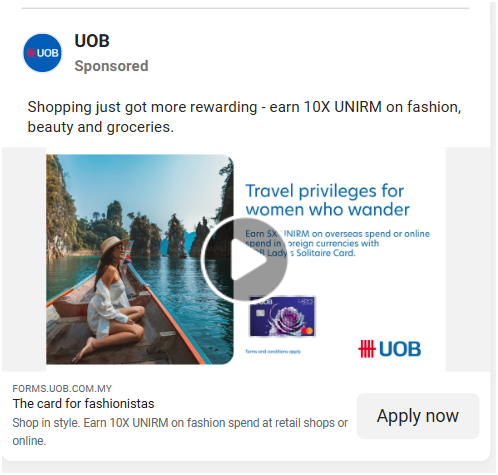 UOB
UOB
Sponsored
Shopping just got more rewarding - earn 10X UNIRM on fashion,
beauty and groceries.
Travel privileges for
women who wander
Earn 5X UNIRM on overseas spend or online
spend in foreign currencies with
UOB Lady's Solitaire Card.
UOB
LADY'S
Terms and conditions apply
UOB
FORMS.UOB.COM.MY
The card for fashionistas
Shop in style. Earn 10X UNIRM on fashion spend at retail shops or
online.
Apply now